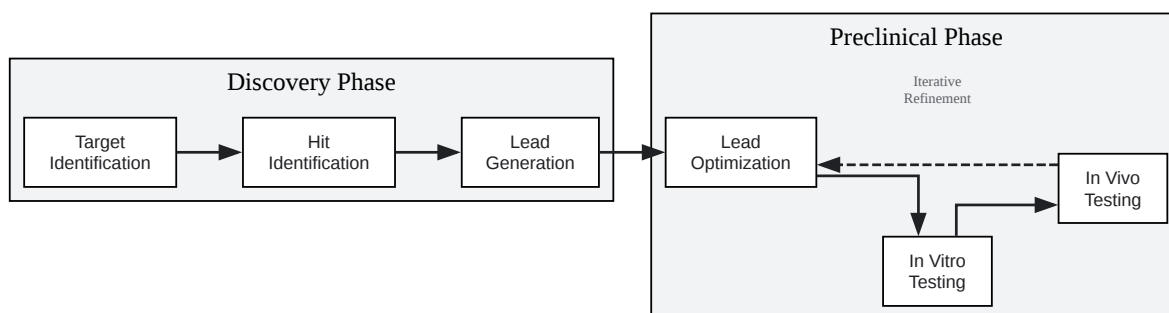 Discovery Phase
Target
Identification
Hit
Identification
Lead
Generation
Preclinical Phase
Iterative
Refinement
Lead
Optimization
In Vivo
Testing
In Vitro
Testing